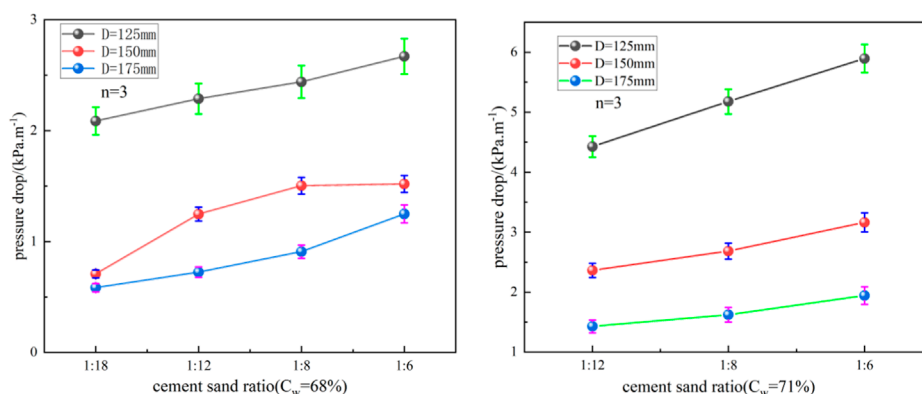 3
2
1
0
pressure drop/(kPa.m-1)
D=125mm
D=150mm
D=175mm
n=3
1:18 1:12 1:8 1:6
cement sand ratio(Cw=68%)
6
5
4
3
2
1
pressure drop/(kPa.m-1)
D=125mm
D=150mm
D=175mm
n=3
1:12 1:8 1:6
cement sand ratio(Cw=71%)